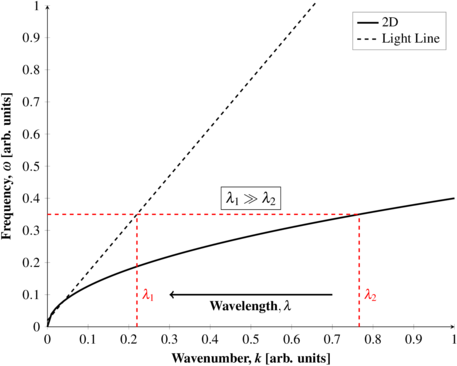 1
0.9
0.8
0.7
0.6
0.5
0.4
0.3
0.2
0.1
0
Frequency, ω [arb. units]
2D
Light Line
λ₁ ≫ λ₂
λ₁
λ₂
Wavelength, λ
0
0.1
0.2
0.3
0.4
0.5
0.6
0.7
0.8
0.9
1
Wavenumber, k [arb. units]